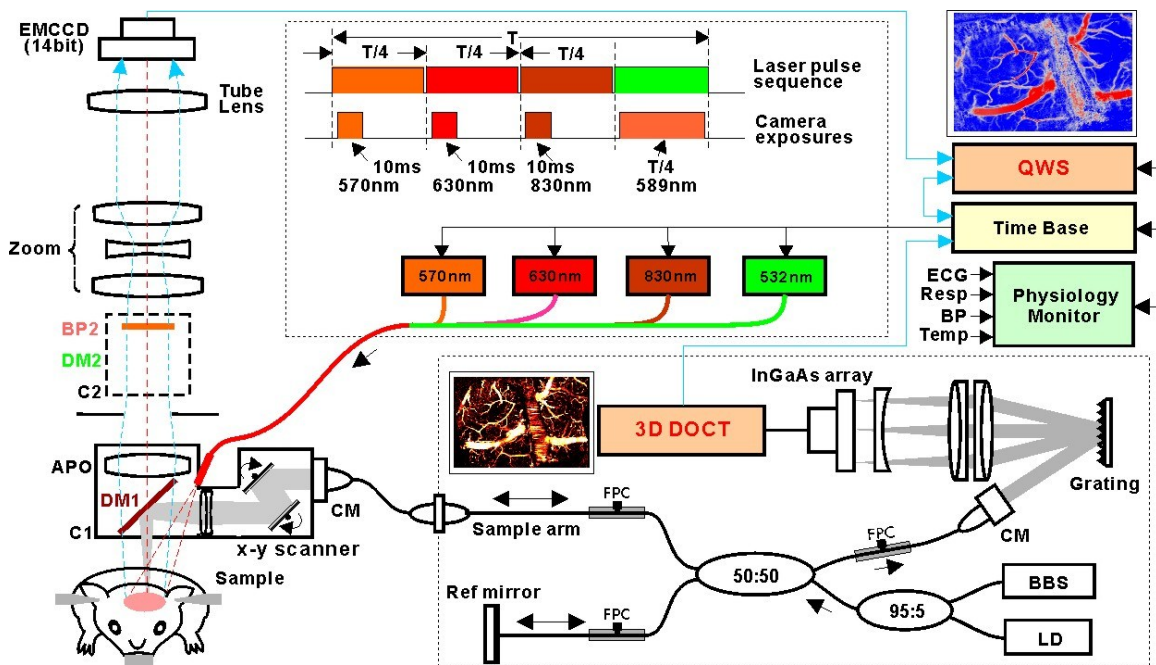 EMCCD
(14bit)
Tube
Lens
Zoom
BP2
DM2
C2
APO
DM1
C1
CM
x-y scanner
Sample
T
T/4
T/4
T/4
Laser pulse
sequence
Camera
exposures
10ms
570nm
10ms
630nm
10ms
830nm
T/4
589nm
570nm
630nm
830nm
532nm
QWS
Time Base
ECG
Resp
BP
Temp
Physiology
Monitor
InGaAs array
3D DOCT
Grating
CM
Sample arm
FPC
FPC
50:50
95:5
BBS
LD
Ref mirror
FPC